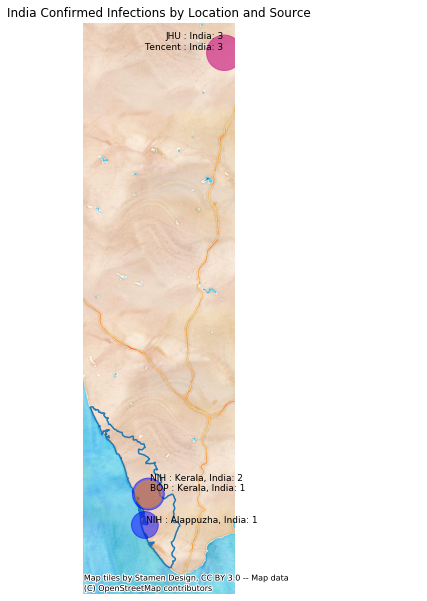 India Confirmed Infections by Location and Source
JHU : India: 3
Tencent : India: 3
NIH : Kerala, India: 2
BOP : Kerala, India: 1
NIH : Alappuzha, India: 1
Map tiles by Stamen Design, CC BY 3.0 -- Map data
(C) OpenStreetMap contributors